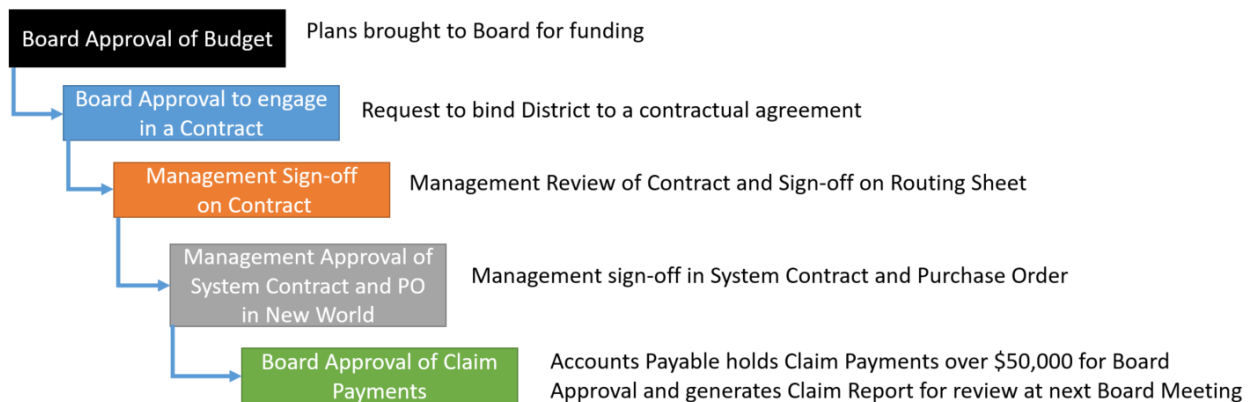 Board Approval of Budget
Plans brought to Board for funding
Board Approval to engage
in a Contract
Request to bind District to a contractual agreement
Management Sign-off
on Contract
Management Review of Contract and Sign-off on Routing Sheet
Management Approval of
System Contract and PO
in New World
Management sign-off in System Contract and Purchase Order
Board Approval of Claim
Payments
Accounts Payable holds Claim Payments over $50,000 for Board
Approval and generates Claim Report for review at next Board Meeting